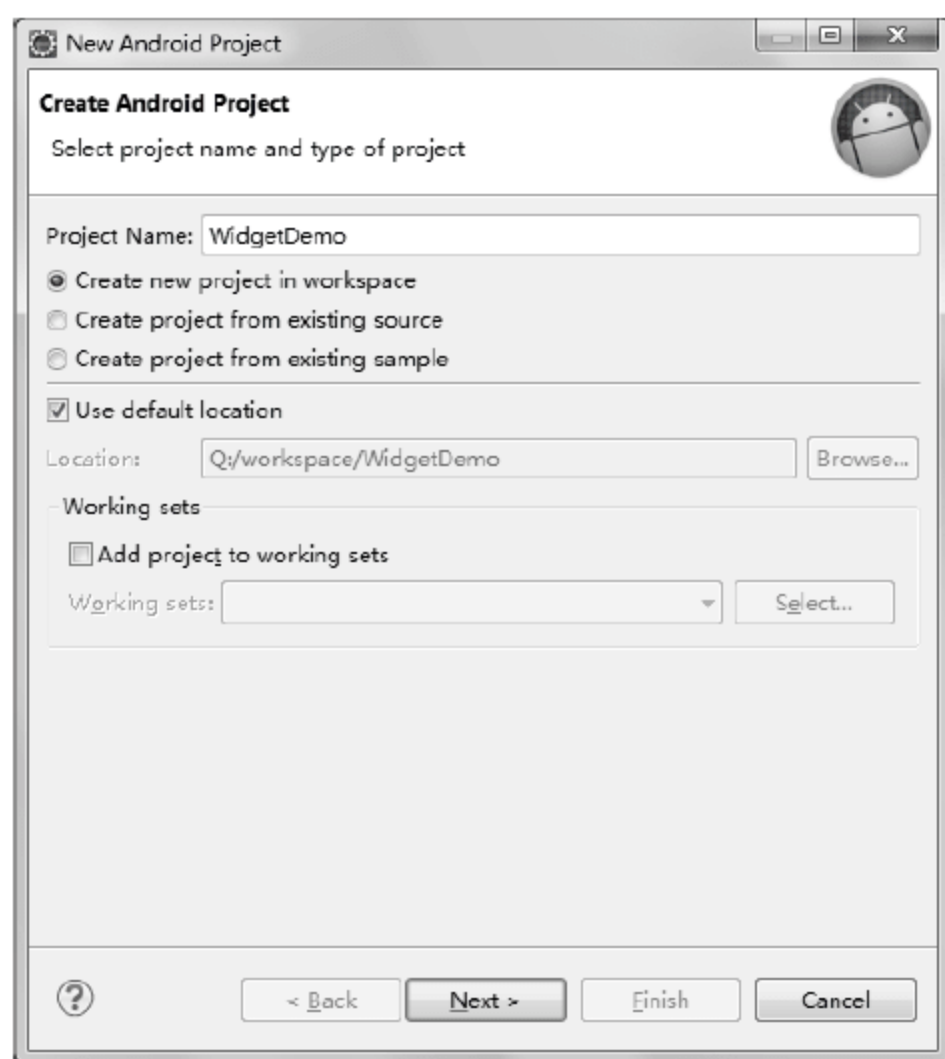 New Android Project
Create Android Project
Select project name and type of project
Project Name: WidgetDemo
Create new project in workspace
Create project from existing source
Create project from existing sample
Use default location
Location: Q:/workspace/WidgetDemo Browse...
Working sets
Add project to working sets
Working sets: Select...
? < Back Next > Finish Cancel